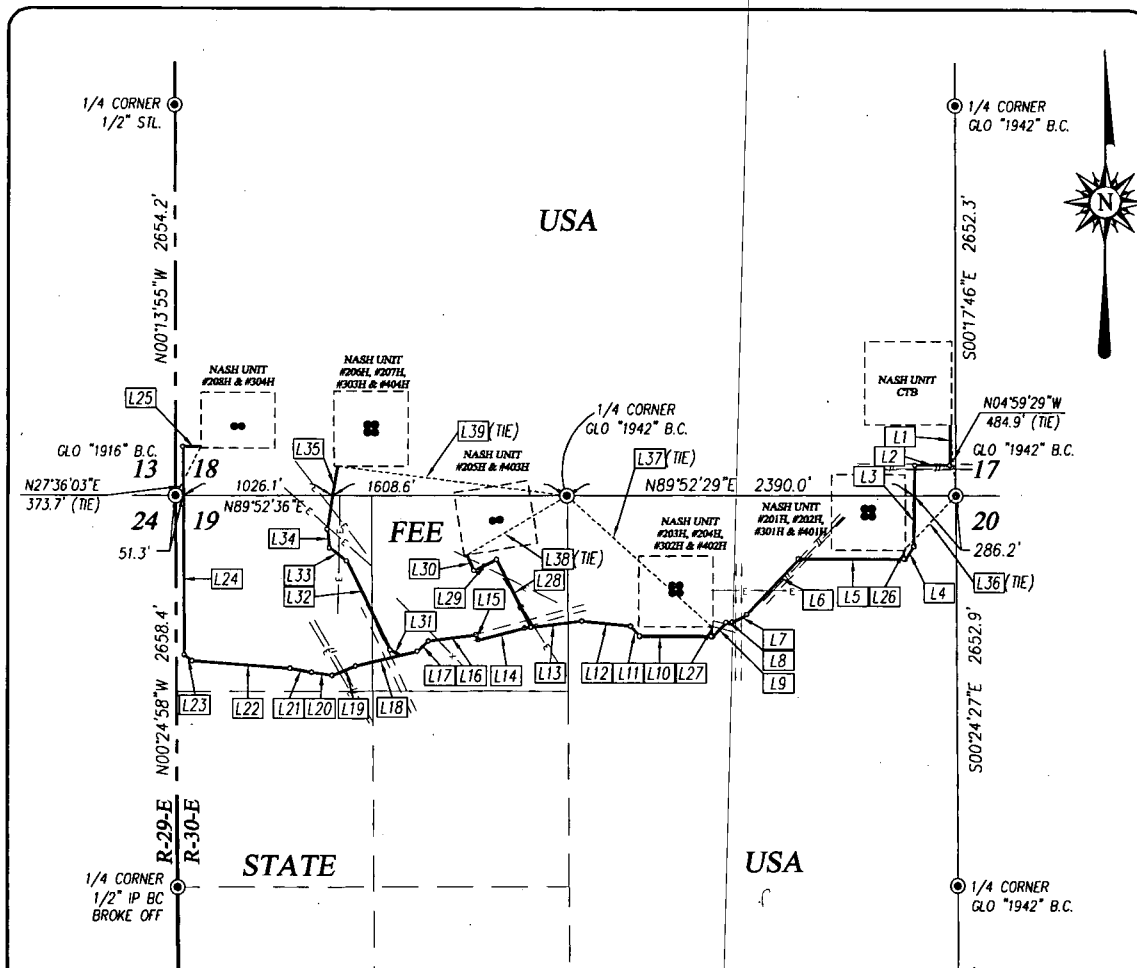 1/4 CORNER
1/2" STL.
1/4 CORNER
GLO "1942" B.C.
N
USA
N00°13'55"W 2654.2'
S00°17'46"E 2652.3'
NASH UNIT
#208H & #304H
NASH UNIT
#206H, #207H,
#303H & #404H
NASH UNIT
CTB
L25
L39 (TIE)
1/4 CORNER
GLO "1942" B.C.
N04°59'29"W
484.9' (TIE)
GLO "1916" B.C.
L35
NASH UNIT
#205H & #403H
L37 (TIE)
L1
L2
GLO "1942" B.C.
13
18
L3
17
N27°36'03"E
373.7' (TIE)
1026.1'
1608.6'
N89°52'36"E
N89°52'29"E 2390.0'
24
19
20
51.3'
L34
FEE
L38 (TIE)
NASH UNIT
#203H, #204H,
#302H & #402H
NASH UNIT
#201H, #202H,
#301H & #401H
286.2'
L33
L30
L28
L36 (TIE)
L24
L32
L29
L15
L6
L5
L26
L4
L31
L7
L8
L9
L23
L22
L21
L20
L19
L18
L17
L16
L14
L13
L12
L11
L10
L27
N00°24'58"W 2658.4'
S00°24'27"E 2652.9'
R-29-E
R-30-E
STATE
USA
1/4 CORNER
1/2" IP BC
BROKE OFF
1/4 CORNER
GLO "1942" B.C.